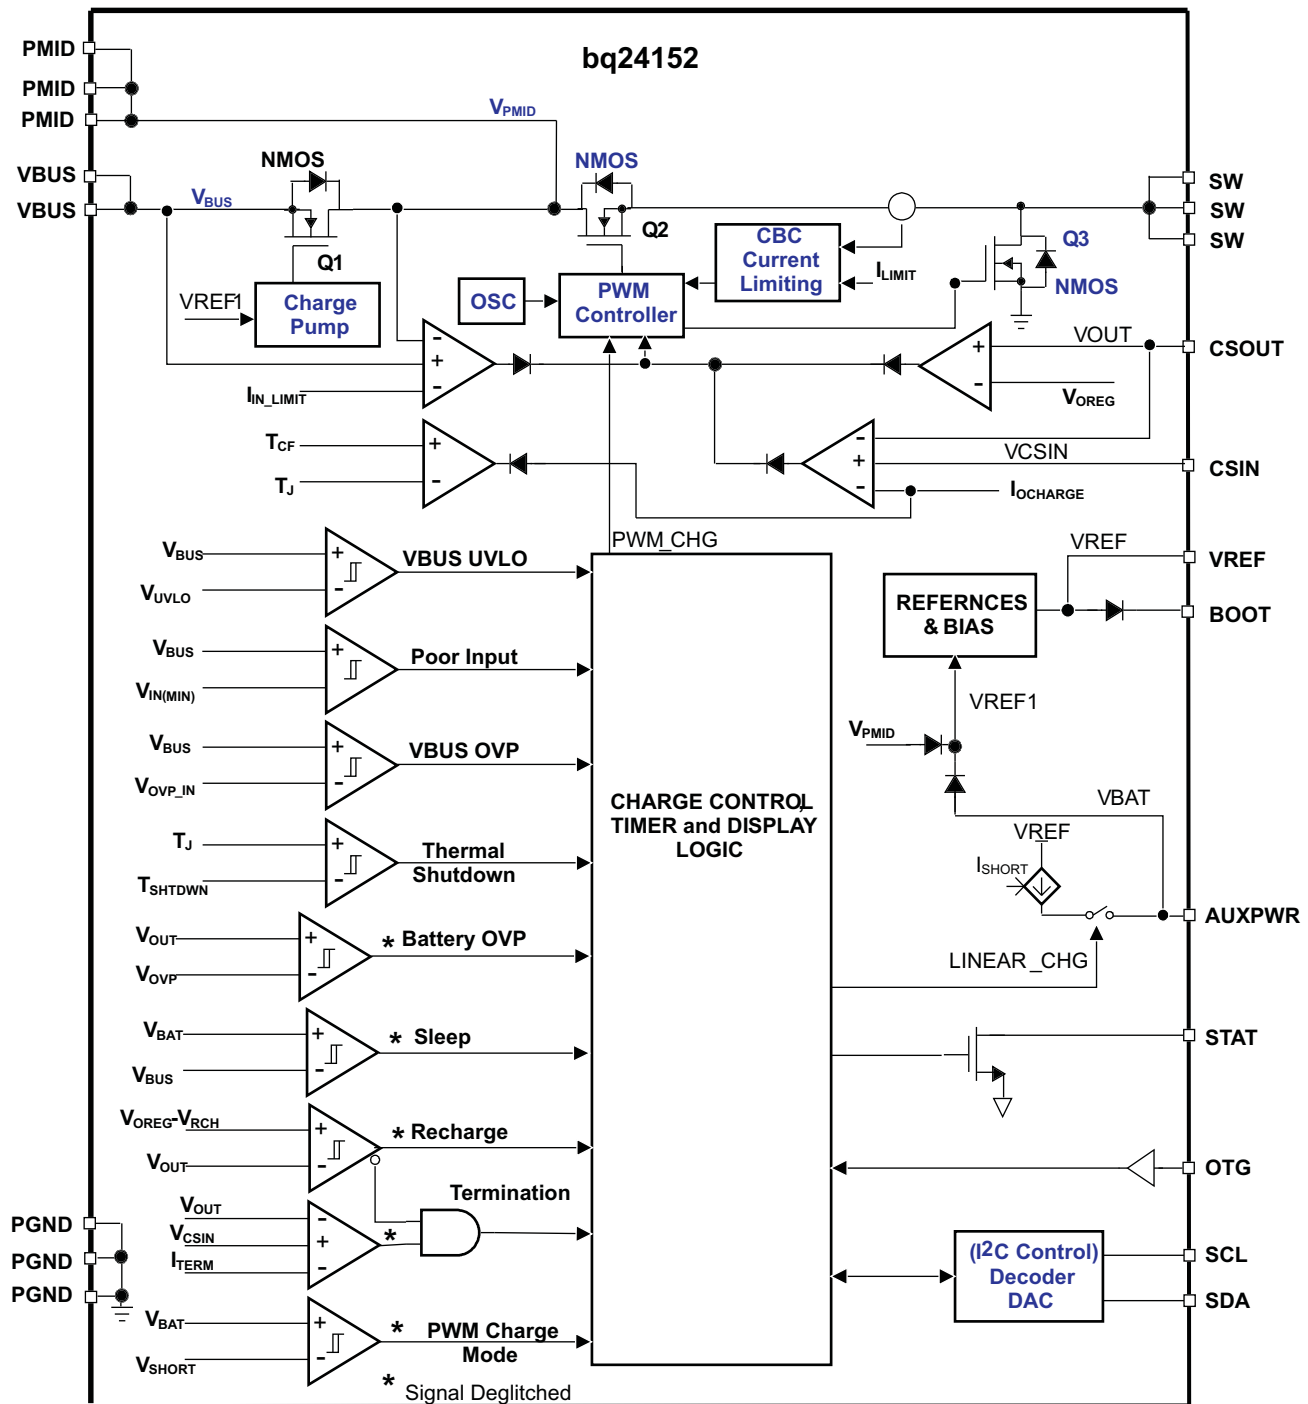 bq24152
PMID
PMID
PMID
VPMID
VBUS
VBUS
VBUS
NMOS
Q1
NMOS
Q2
SW
SW
SW
Q3
NMOS
CBC
Current
Limiting
ILIMIT
VREF1
Charge
Pump
OSC
PWM
Controller
-
+
-
IIN_LIMIT
+
-
VOUT
VOREG
CSOUT
TCF
TJ
+
-
-
+
-
VCSIN
IOCHARGE
CSIN
PWM_CHG
VBUS
VUVLO
+
-
VBUS UVLO
VREF
VREF
REFERNCES
& BIAS
BOOT
VBUS
VIN(MIN)
+
-
Poor Input
VREF1
VPMID
VBUS
VOVP_IN
+
-
VBUS OVP
CHARGE CONTROL,
TIMER and DISPLAY
LOGIC
VBAT
VREF
ISHORT
TJ
TSHTDWN
+
-
Thermal
Shutdown
AUXPWR
VOUT
VOVP
+
-
* Battery OVP
LINEAR_CHG
VBAT
VBUS
+
-
* Sleep
STAT
VOREG-VRCH
VOUT
+
-
* Recharge
OTG
Termination
VOUT
VCSIN
ITERM
-
+
-
*
PGND
PGND
PGND
(I2C Control)
Decoder
DAC
SCL
SDA
VBAT
VSHORT
+
-
* PWM Charge
Mode
* Signal Deglitched